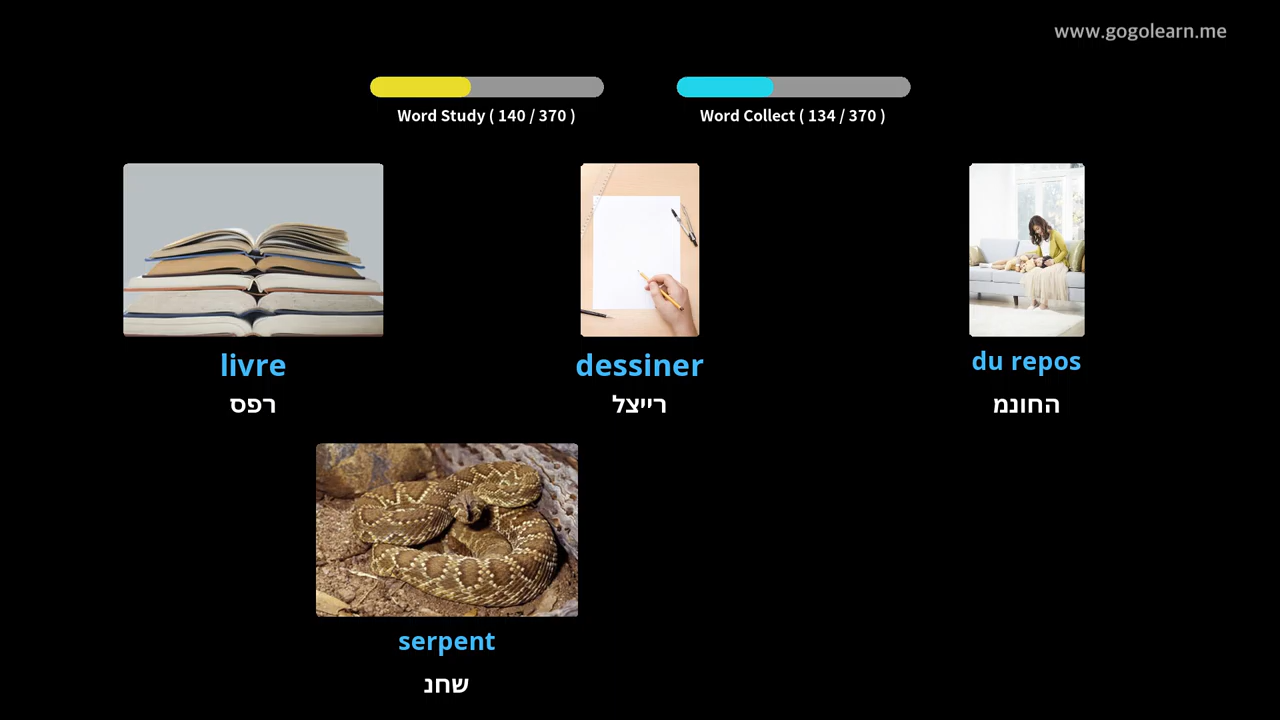 www.gogolearn.me
Word Study ( 140 / 370 )
Word Collect ( 134 / 370 )
livre
רפס
dessiner
רייצל
du repos
החונמ
serpent
שחנ